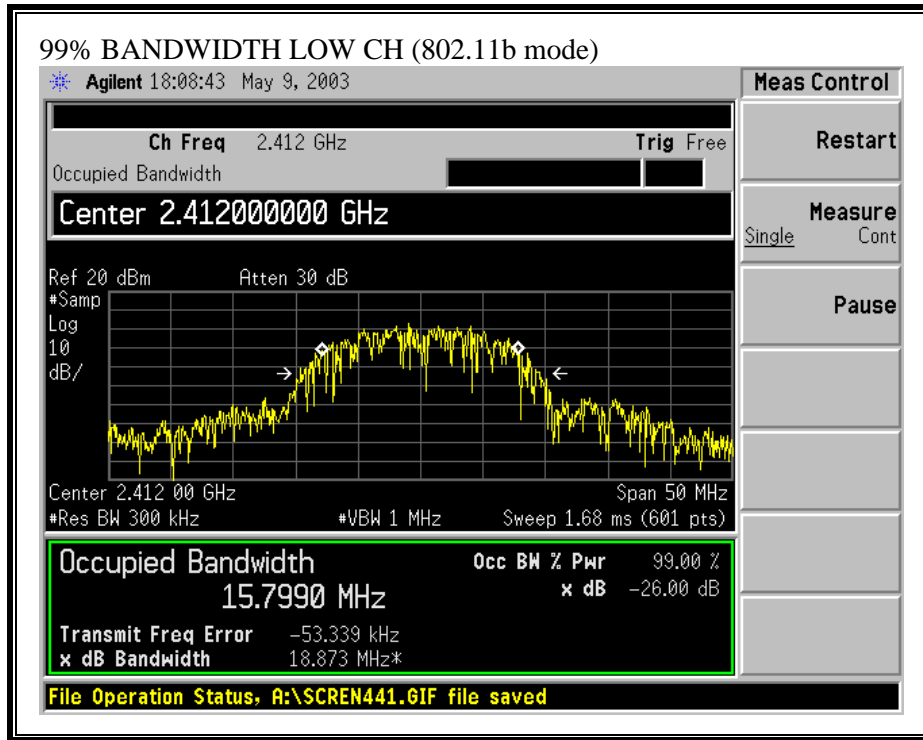 99% BANDWIDTH LOW CH (802.11b mode)
Agilent 18:08:43 May 9, 2003
Meas Control
Ch Freq 2.412 GHz Trig Free
Occupied Bandwidth
Restart
Center 2.412000000 GHz
Measure
Single Cont
Ref 20 dBm Atten 30 dB
#Samp
Log
10
dB/
Pause
Center 2.412 00 GHz Span 50 MHz
#Res BW 300 kHz #VBW 1 MHz Sweep 1.68 ms (601 pts)
Occupied Bandwidth Occ BW % Pwr 99.00 %
15.7990 MHz x dB -26.00 dB
Transmit Freq Error -53.339 kHz
x dB Bandwidth 18.873 MHz*
File Operation Status, A:\SCREN441.GIF file saved